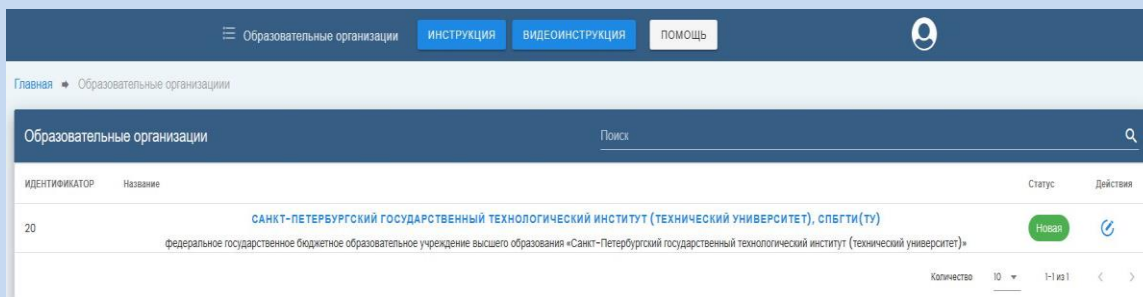 Образовательные организации ИНСТРУКЦИЯ ВИДЕОИНСТРУКЦИЯ ПОМОЩЬ
Главная Образовательные организациии
Образовательные организации Поиск
ИДЕНТИФИКАТОР Название Статус Действия
20 САНКТ-ПЕТЕРБУРГСКИЙ ГОСУДАРСТВЕННЫЙ ТЕХНОЛОГИЧЕСКИЙ ИНСТИТУТ (ТЕХНИЧЕСКИЙ УНИВЕРСИТЕТ), СПБГТИ(ТУ) Новая
федеральное государственное бюджетное образовательное учреждение высшего образования «Санкт-Петербургский государственный технологический институт (технический университет)»
Количество 10 1-1 из 1